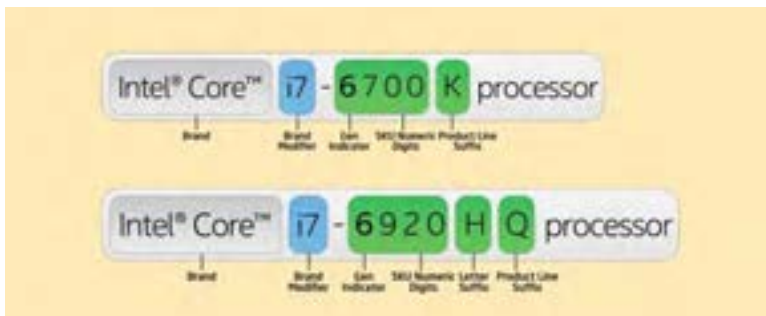 Intel® Core™ i7 - 6700 K processor
Brand Brand Modifier Gen Indicator SKU Numeric Digits Product Line Suffix
Intel® Core™ i7 - 6920 H Q processor
Brand Brand Modifier Gen Indicator SKU Numeric Digits Letter Suffix Product Line Suffix